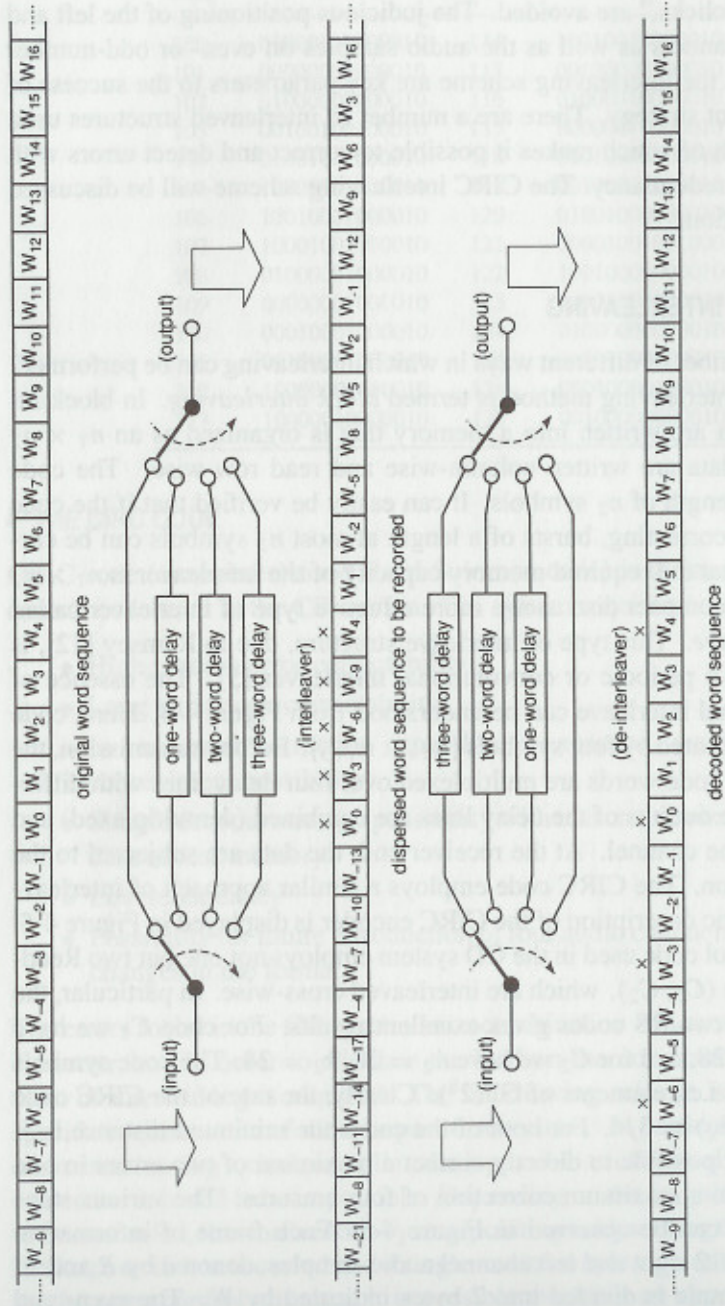 .... W₋₉ W₋₈ W₋₇ W₋₆ W₋₅ W₋₄ W₋₃ W₋₂ W₋₁ W₀ W₁ W₂ W₃ W₄ W₅ W₆ W₇ W₈ W₉ W₁₀ W₁₁ W₁₂ W₁₃ W₁₄ W₁₅ W₁₆ ....
original word sequence
(input)
one-word delay
two-word delay
three-word delay
(output)
(interleaver)
× × × ×
.... W₋₂₁ W₋₈ W₋₁₁ W₋₁₄ W₋₁₇ W₋₄ W₋₇ W₋₁₀ W₋₁₃ W₀ W₋₃ W₋₆ W₋₉ W₄ W₁ W₋₂ W₋₅ W₈ W₅ W₂ W₋₁ W₁₂ W₉ W₆ W₃ W₁₆ ....
dispersed word sequence to be recorded
(input)
three-word delay
two-word delay
one-word delay
(output)
(de-interleaver)
× × × ×
.... W₋₉ W₋₈ W₋₇ W₋₆ W₋₅ W₋₄ W₋₃ W₋₂ W₋₁ W₀ W₁ W₂ W₃ W₄ W₅ W₆ W₇ W₈ W₉ W₁₀ W₁₁ W₁₂ W₁₃ W₁₄ W₁₅ W₁₆ ....
decoded word sequence